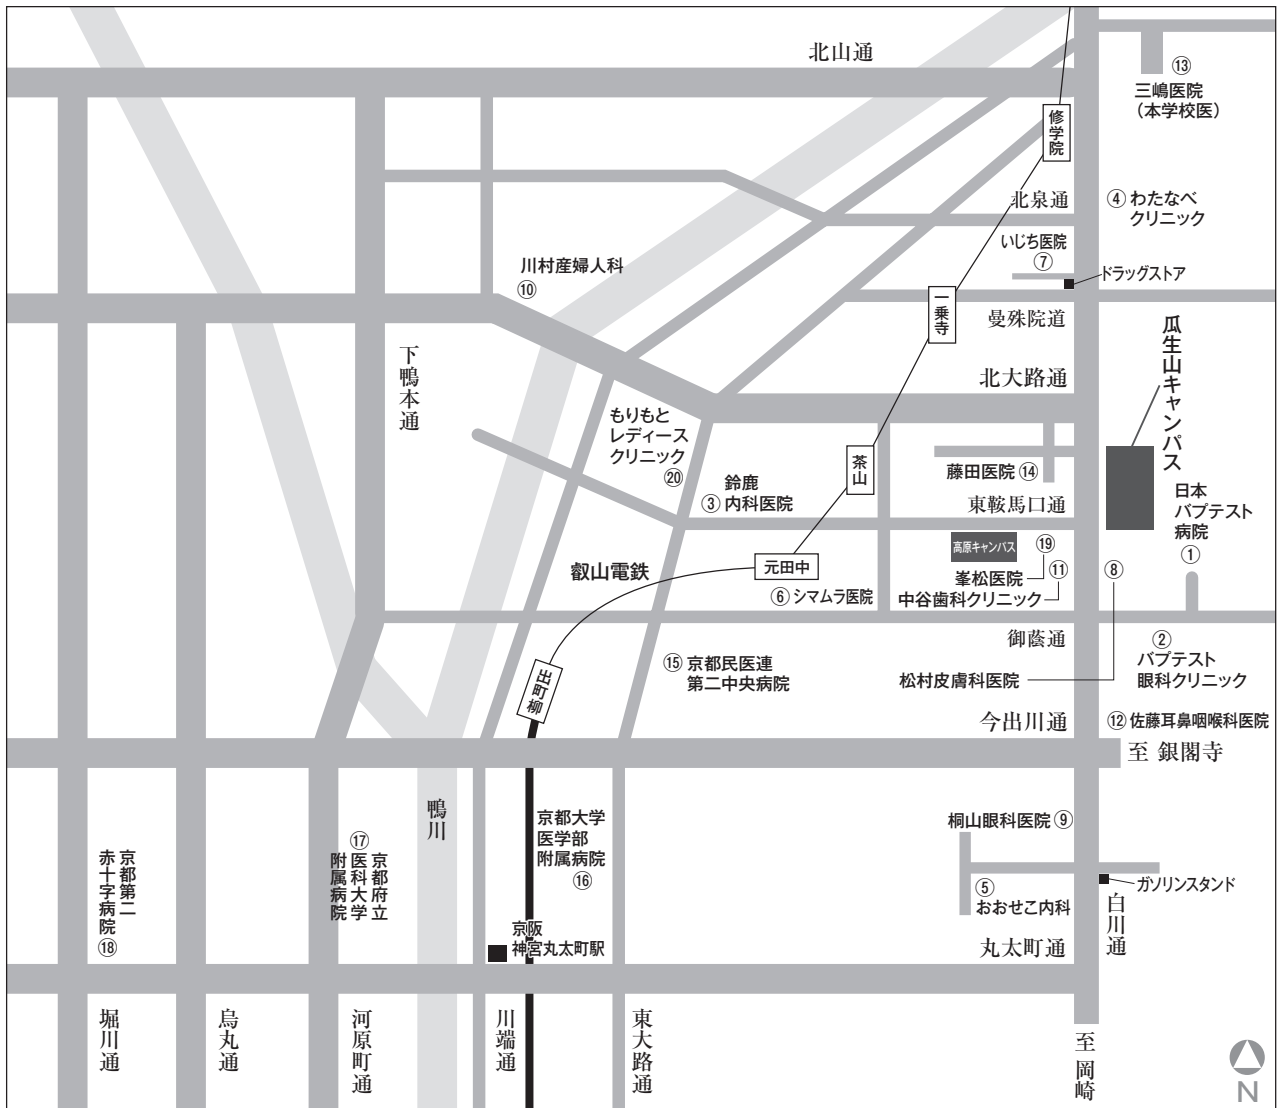 北山通
⑬
三嶋医院
（本学校医）
修学院
北泉通
④わたなべ
クリニック
いじち医院
⑦
ドラッグストア
川村産婦人科
⑩
一乗寺
曼殊院道
瓜生山キャンパス
下鴨本通
北大路通
もりもと
レディース
クリニック
⑳
茶山
藤田医院⑭
鈴鹿
③内科医院
東鞍馬口通
日本
バプテスト
病院
①
高原キャンパス
⑲
峯松医院
⑪
中谷歯科クリニック
⑧
叡山電鉄
元田中
⑥シマムラ医院
御蔭通
②
バプテスト
眼科クリニック
⑮京都民医連
第二中央病院
松村皮膚科医院
出町柳
今出川通
⑫佐藤耳鼻咽喉科医院
至 銀閣寺
鴨川
京都大学
医学部
附属病院
⑯
桐山眼科医院⑨
⑰
京都府立
医科大学
附属病院
京都第二
赤十字病院
⑱
⑤
おおせこ内科
ガソリンスタンド
白川通
京阪
神宮丸太町駅
丸太町通
堀川通
烏丸通
河原町通
川端通
東大路通
至 岡崎
N